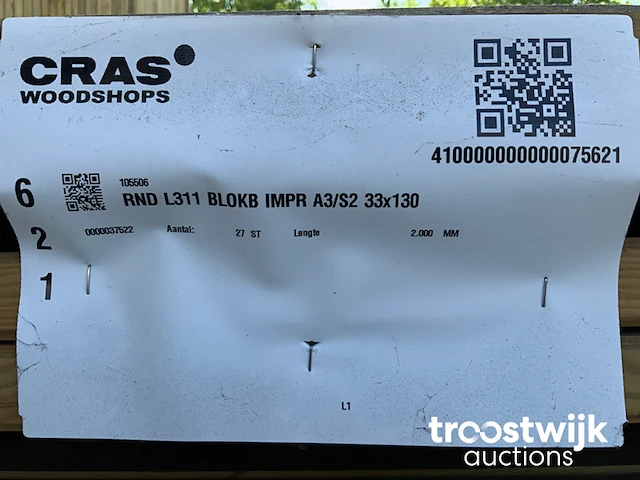 CRAS
WOODSHOPS
410000000000075621
6
105506
RND L311 BLOKB IMPR A3/S2 33x130
2 0000037522 Aantal: 27 ST Lengte 2.000 MM
1
L1
troostwijk
auctions